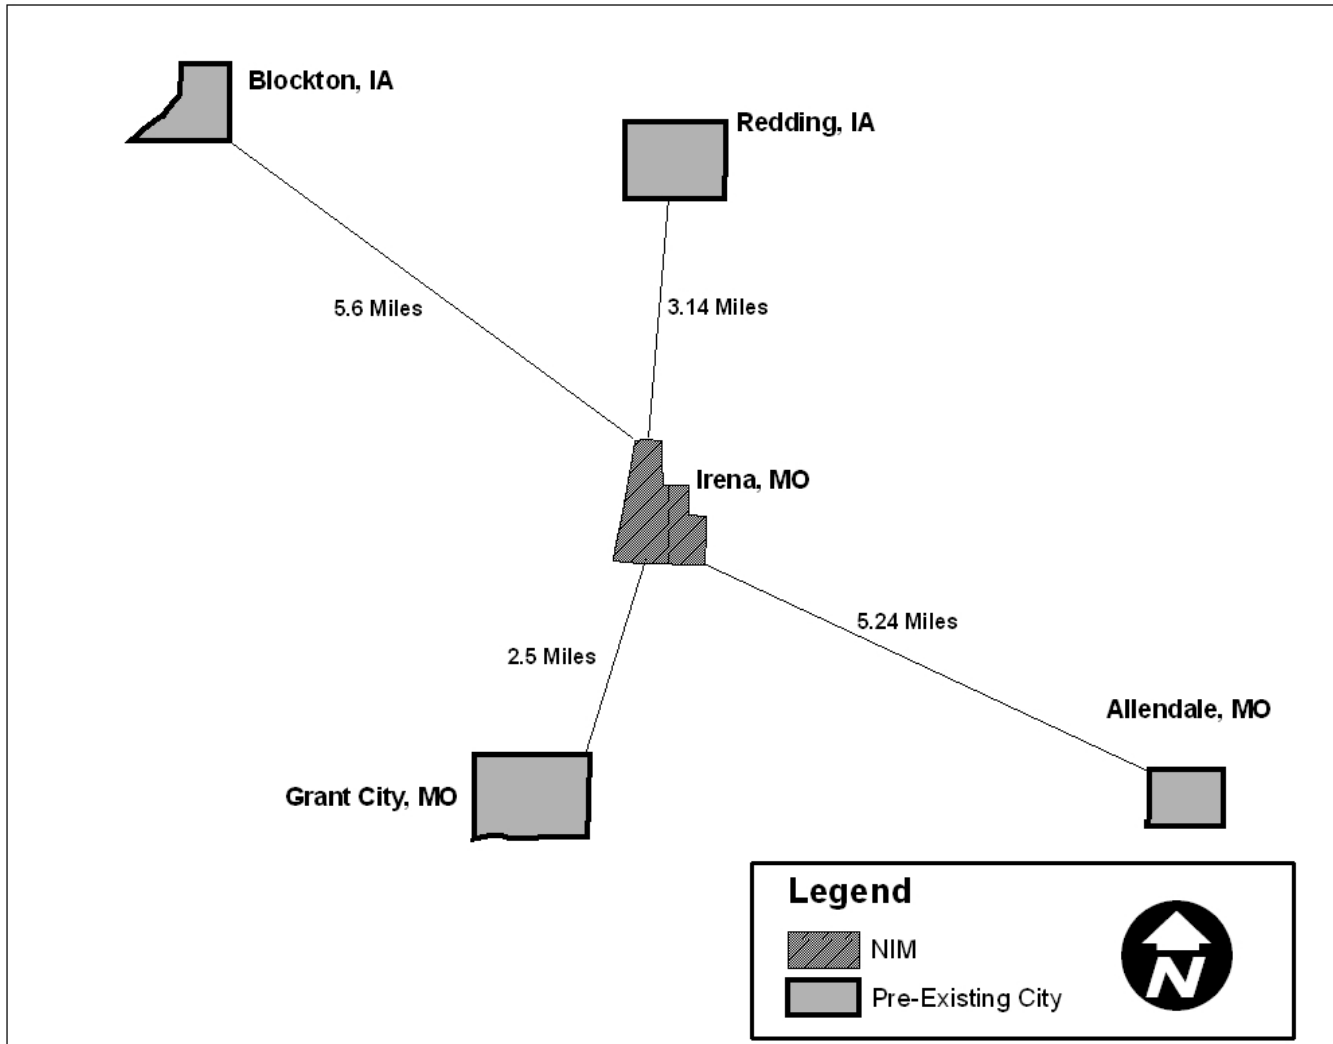 Blockton, IA
Redding, IA
5.6 Miles
3.14 Miles
Irena, MO
5.24 Miles
2.5 Miles
Allendale, MO
Grant City, MO
Legend
NIM
Pre-Existing City
N